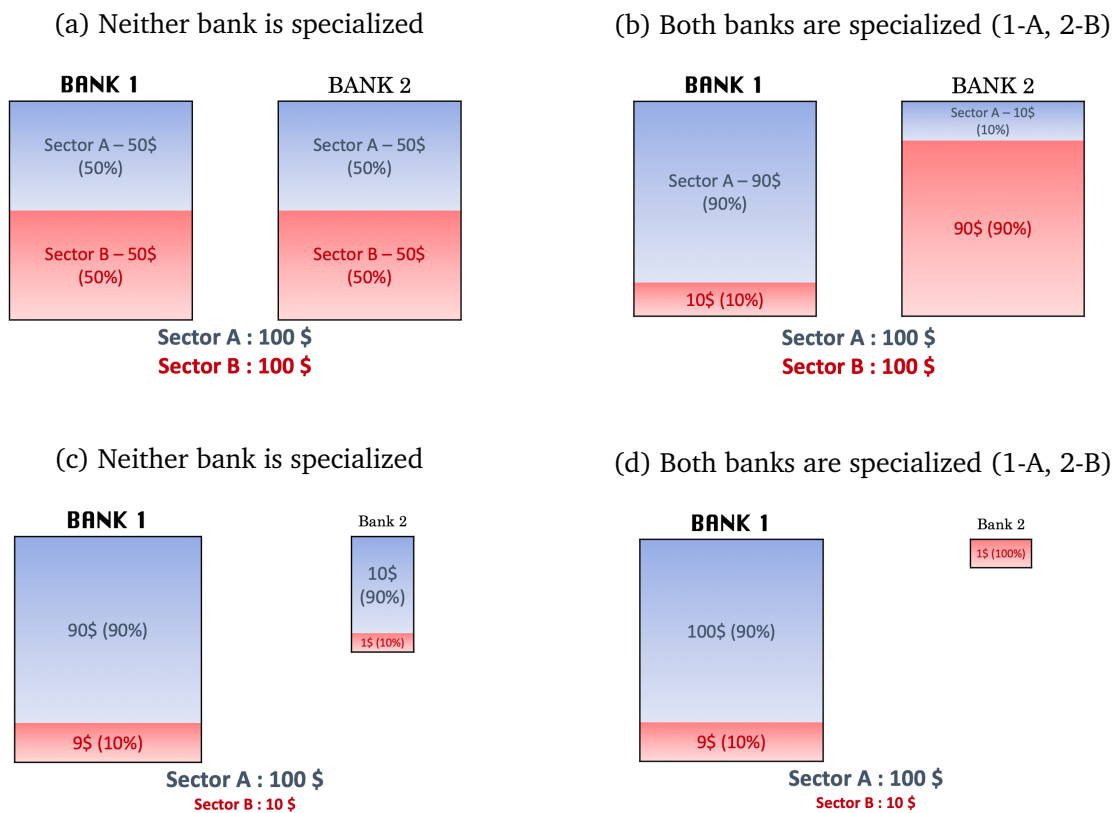 (a) Neither bank is specialized
BANK 1
BANK 2
Sector A – 50$
(50%)
Sector B – 50$
(50%)
Sector A – 50$
(50%)
Sector B – 50$
(50%)
Sector A : 100 $
Sector B : 100 $
(b) Both banks are specialized (1-A, 2-B)
BANK 1
BANK 2
Sector A – 90$
(90%)
10$ (10%)
Sector A – 10$
(10%)
90$ (90%)
Sector A : 100 $
Sector B : 100 $
(c) Neither bank is specialized
BANK 1
Bank 2
90$ (90%)
9$ (10%)
10$
(90%)
1$ (10%)
Sector A : 100 $
Sector B : 10 $
(d) Both banks are specialized (1-A, 2-B)
BANK 1
Bank 2
100$ (90%)
9$ (10%)
1$ (100%)
Sector A : 100 $
Sector B : 10 $